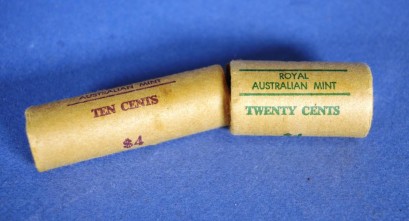 AUSTRALIAN MINT
TEN CENTS
$4
ROYAL
AUSTRALIAN MINT
TWENTY CENTS